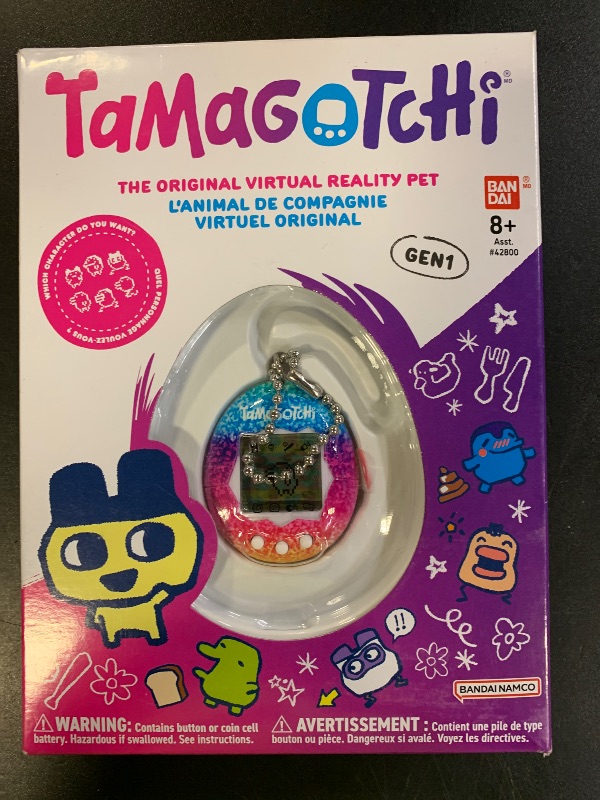 TaMaGOTCHi
MD
THE ORIGINAL VIRTUAL REALITY PET
L'ANIMAL DE COMPAGNIE
VIRTUEL ORIGINAL
BAN
DAI
® MD
8+
Asst.
#42800
GEN1
WHICH CHARACTER DO YOU WANT?
QUEL PERSONNAGE VOULEZ-VOUS ?
TaMaGOTCHi
!!
BANDAI NAMCO
WARNING: Contains button or coin cell
battery. Hazardous if swallowed. See instructions.
AVERTISSEMENT : Contient une pile de type
bouton ou pièce. Dangereux si avalé. Voyez les directives.